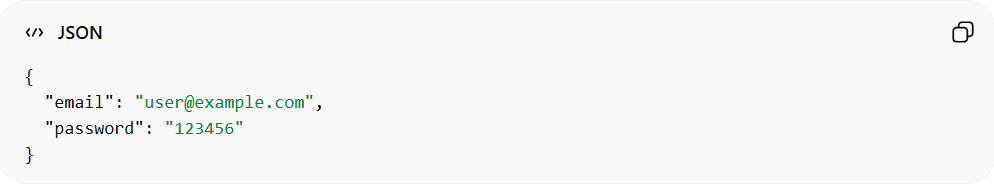 JSON
{
  "email": "user@example.com",
  "password": "123456"
}